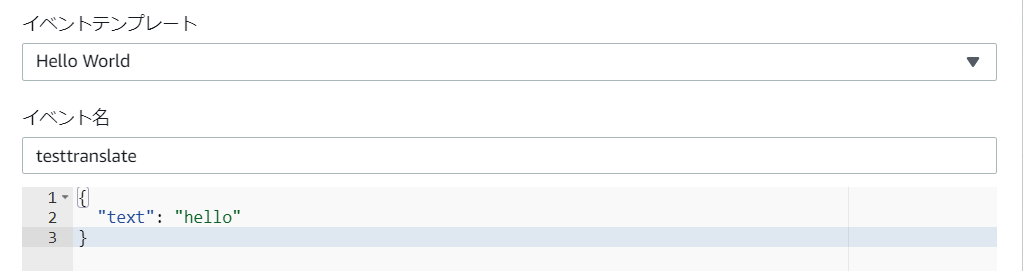 イベントテンプレート
Hello World
イベント名
testtranslate
1 {
2 "text": "hello"
3 }